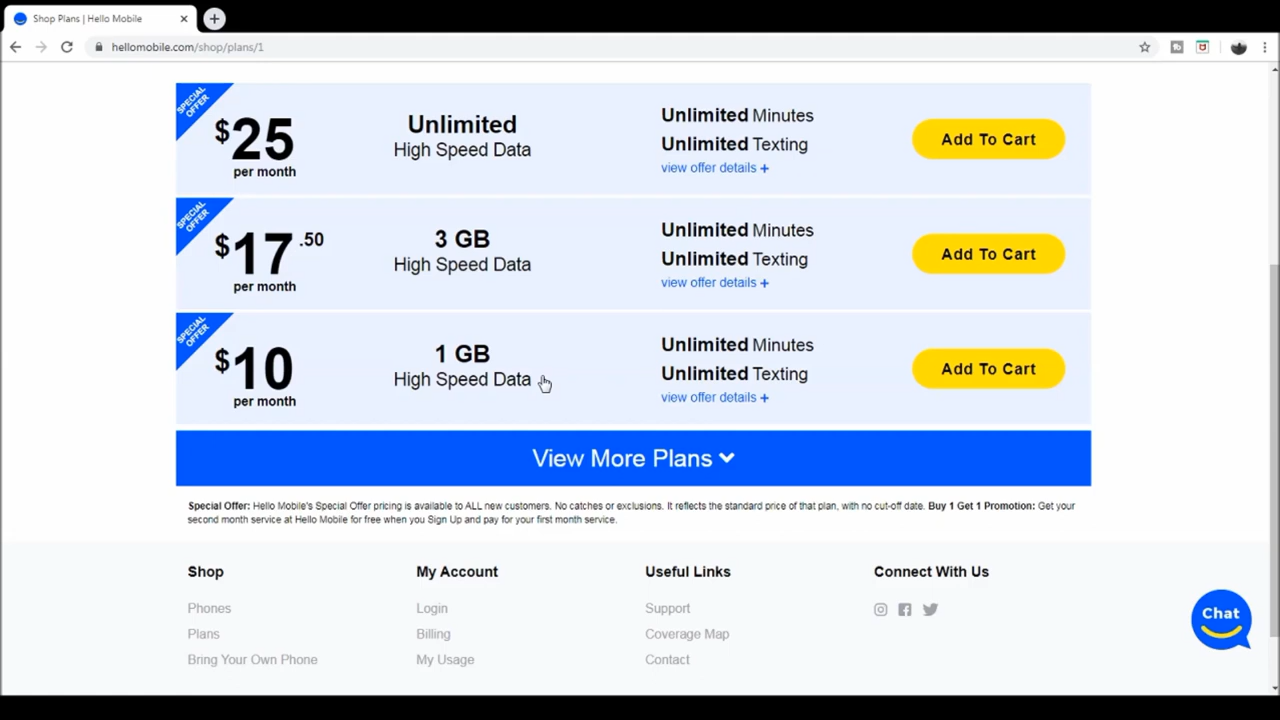 Shop Plans | Hello Mobile
hellomobile.com/shop/plans/1
SPECIAL OFFER
$25
per month
Unlimited
High Speed Data
Unlimited Minutes
Unlimited Texting
view offer details +
Add To Cart
SPECIAL OFFER
$17.50
per month
3 GB
High Speed Data
Unlimited Minutes
Unlimited Texting
view offer details +
Add To Cart
SPECIAL OFFER
$10
per month
1 GB
High Speed Data
Unlimited Minutes
Unlimited Texting
view offer details +
Add To Cart
View More Plans
Special Offer: Hello Mobile's Special Offer pricing is available to ALL new customers. No catches or exclusions. It reflects the standard price of that plan, with no cut-off date. Buy 1 Get 1 Promotion: Get your
second month service at Hello Mobile for free when you Sign Up and pay for your first month service.
Shop
Phones
Plans
Bring Your Own Phone
My Account
Login
Billing
My Usage
Useful Links
Support
Coverage Map
Contact
Connect With Us
Chat